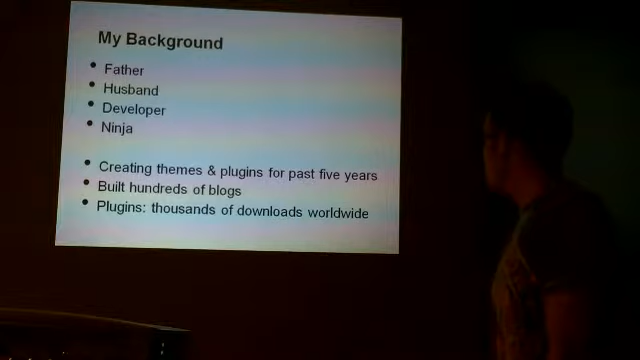 My Background
• Father
• Husband
• Developer
• Ninja
• Creating themes & plugins for past five years
• Built hundreds of blogs
• Plugins: thousands of downloads worldwide